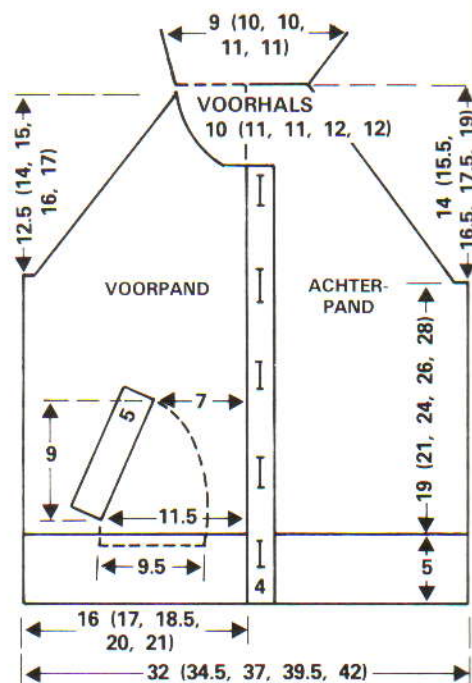 9 (10, 10,
11, 11)
VOORHALS
10 (11, 11, 12, 12)
12.5 (14, 15,
16, 17)
14 (15.5,
16.5, 17.5, 19)
VOORPAND
ACHTER-
PAND
19 (21, 24, 26, 28)
5
7
9
11.5
9.5
5
4
16 (17, 18.5,
20, 21)
32 (34.5, 37, 39.5, 42)